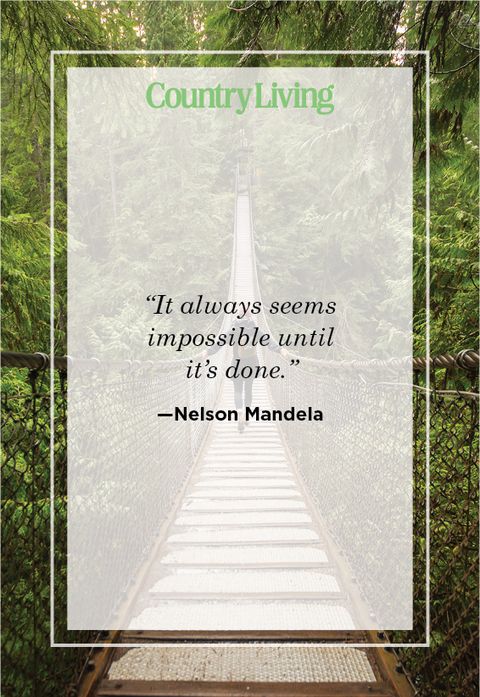 Country Living
“It always seems
impossible until
it’s done.”
—Nelson Mandela